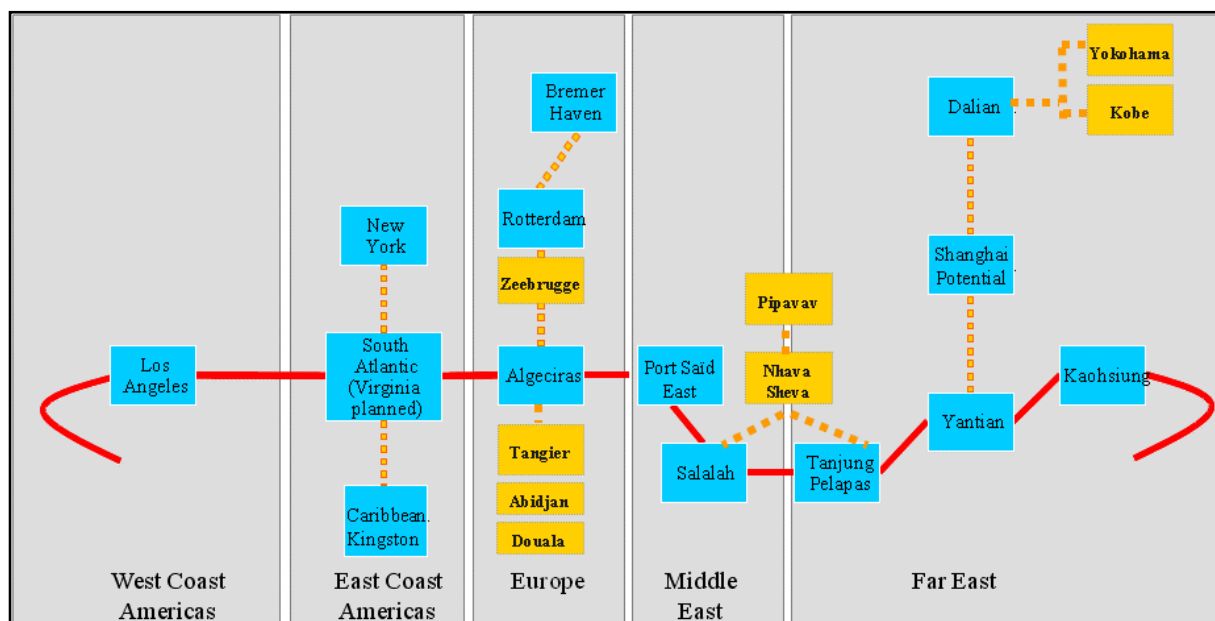 Los
Angeles
West Coast
Americas
New
York
South
Atlantic
(Virginia
planned)
Caribbean.
Kingston
East Coast
Americas
Bremer
Haven
Rotterdam
Zeebrugge
Algeciras
Tangier
Abidjan
Douala
Europe
Port Saïd
East
Salalah
Pipavav
Nhava
Sheva
Middle
East
Yokohama
Kobe
Dalian .
Shanghai
Potential .
Kaohsiung
Yantian
Tanjung
Pelapas
Far East